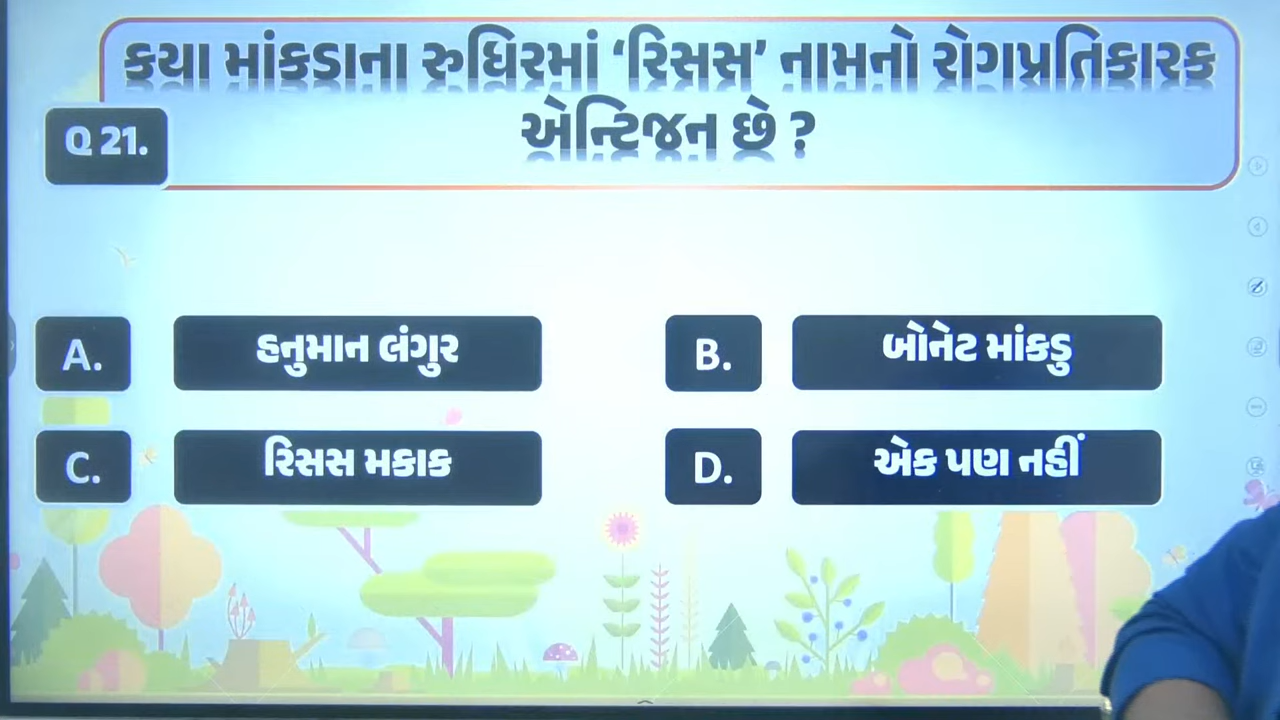 કયા માંકડાના રુધિરમાં ‘રિસસ’ નામનો રોગપ્રતિકારક
એન્ટિજન છે ?
Q 21.
A.
હનુમાન લંગુર
B.
બોનેટ માંકડુ
C.
રિસસ મકાક
D.
એક પણ નહીં